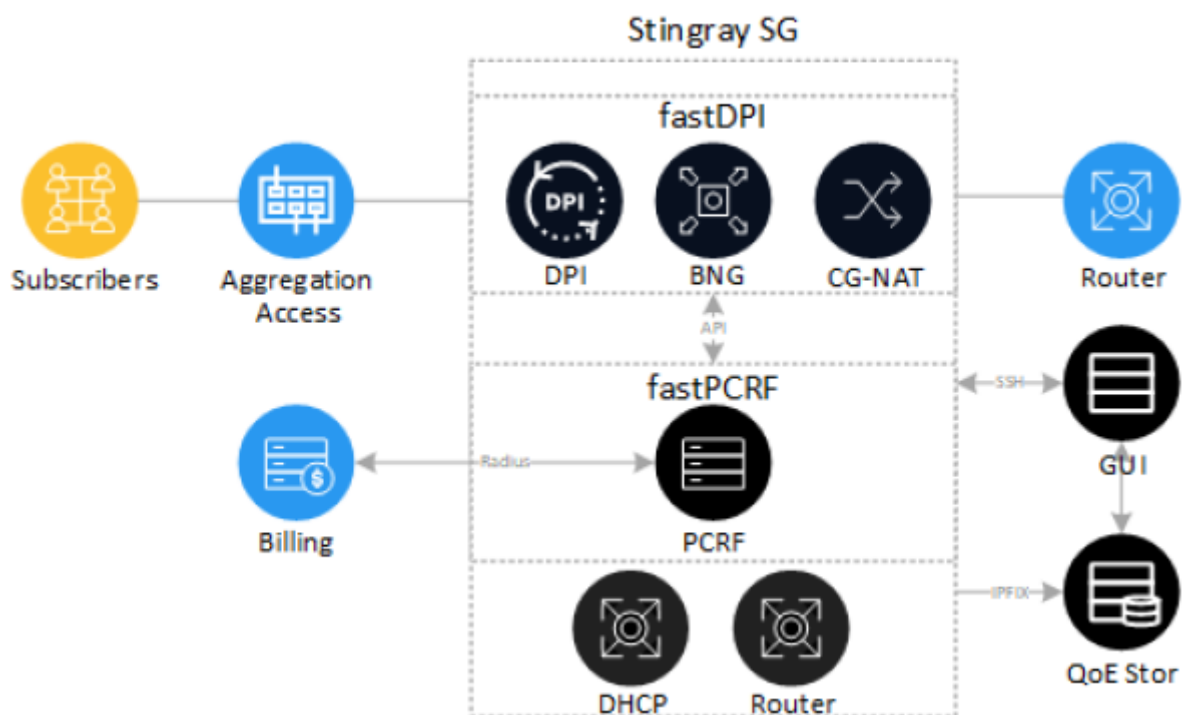 Stingray SG
fastDPI
DPI
Subscribers
Aggregation
Access
DPI
BNG
CG-NAT
Router
API
fastPCRF
SSH
Radius
GUI
Billing
PCRF
IPFIX
DHCP
Router
QoE Stor